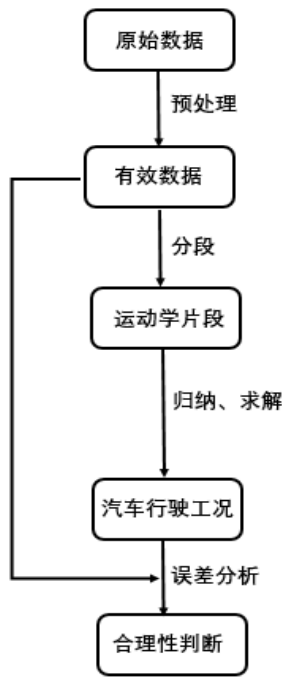 原始数据
预处理
有效数据
分段
运动学片段
归纳、求解
汽车行驶工况
误差分析
合理性判断